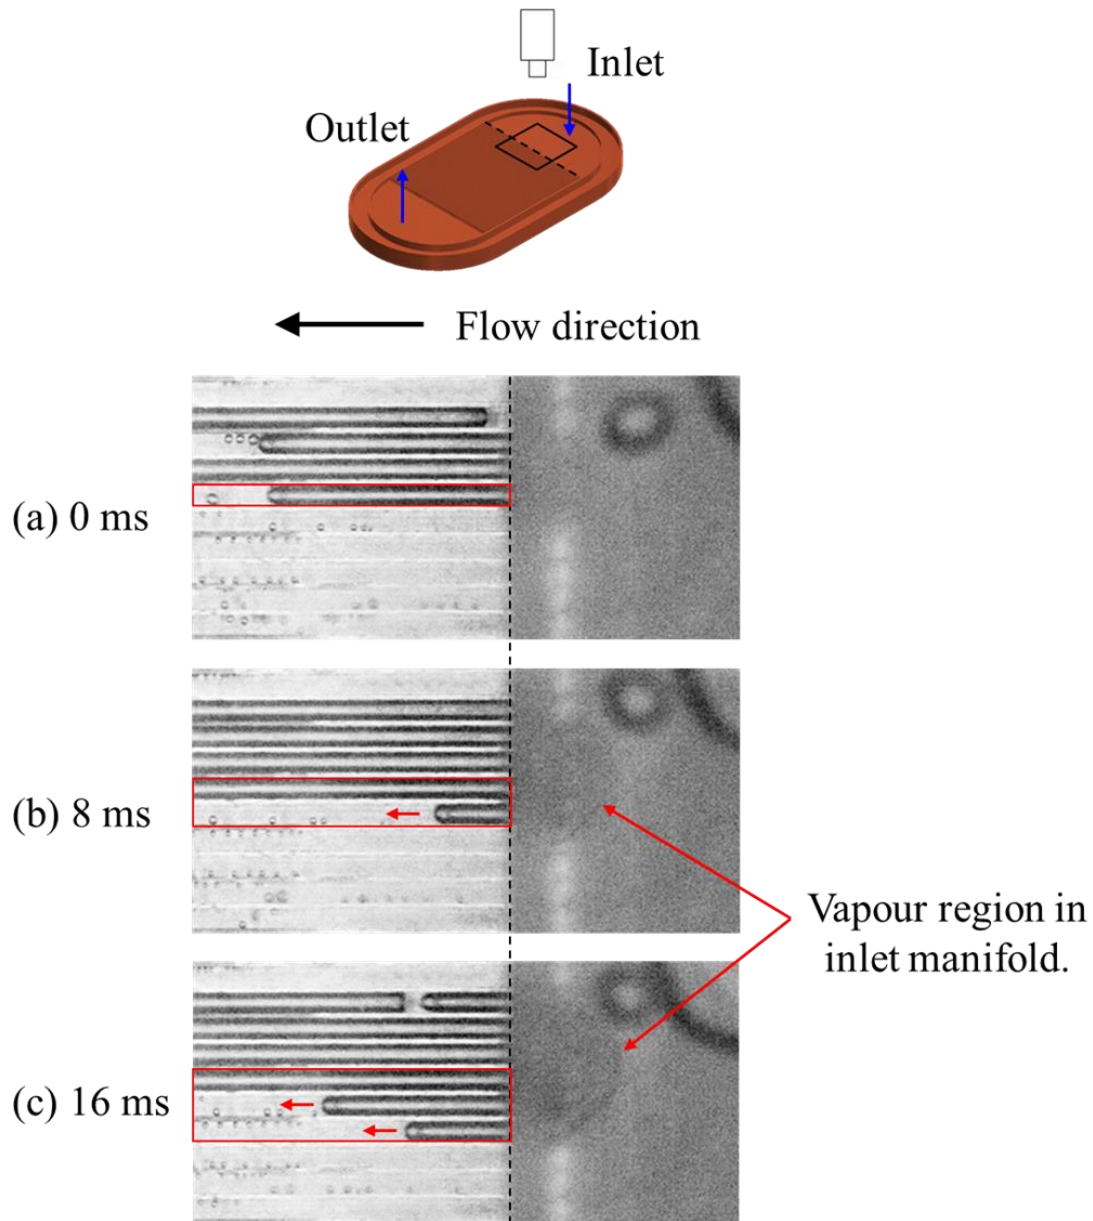 Inlet
Outlet
Flow direction
(a) 0 ms
(b) 8 ms
Vapour region in
inlet manifold.
(c) 16 ms